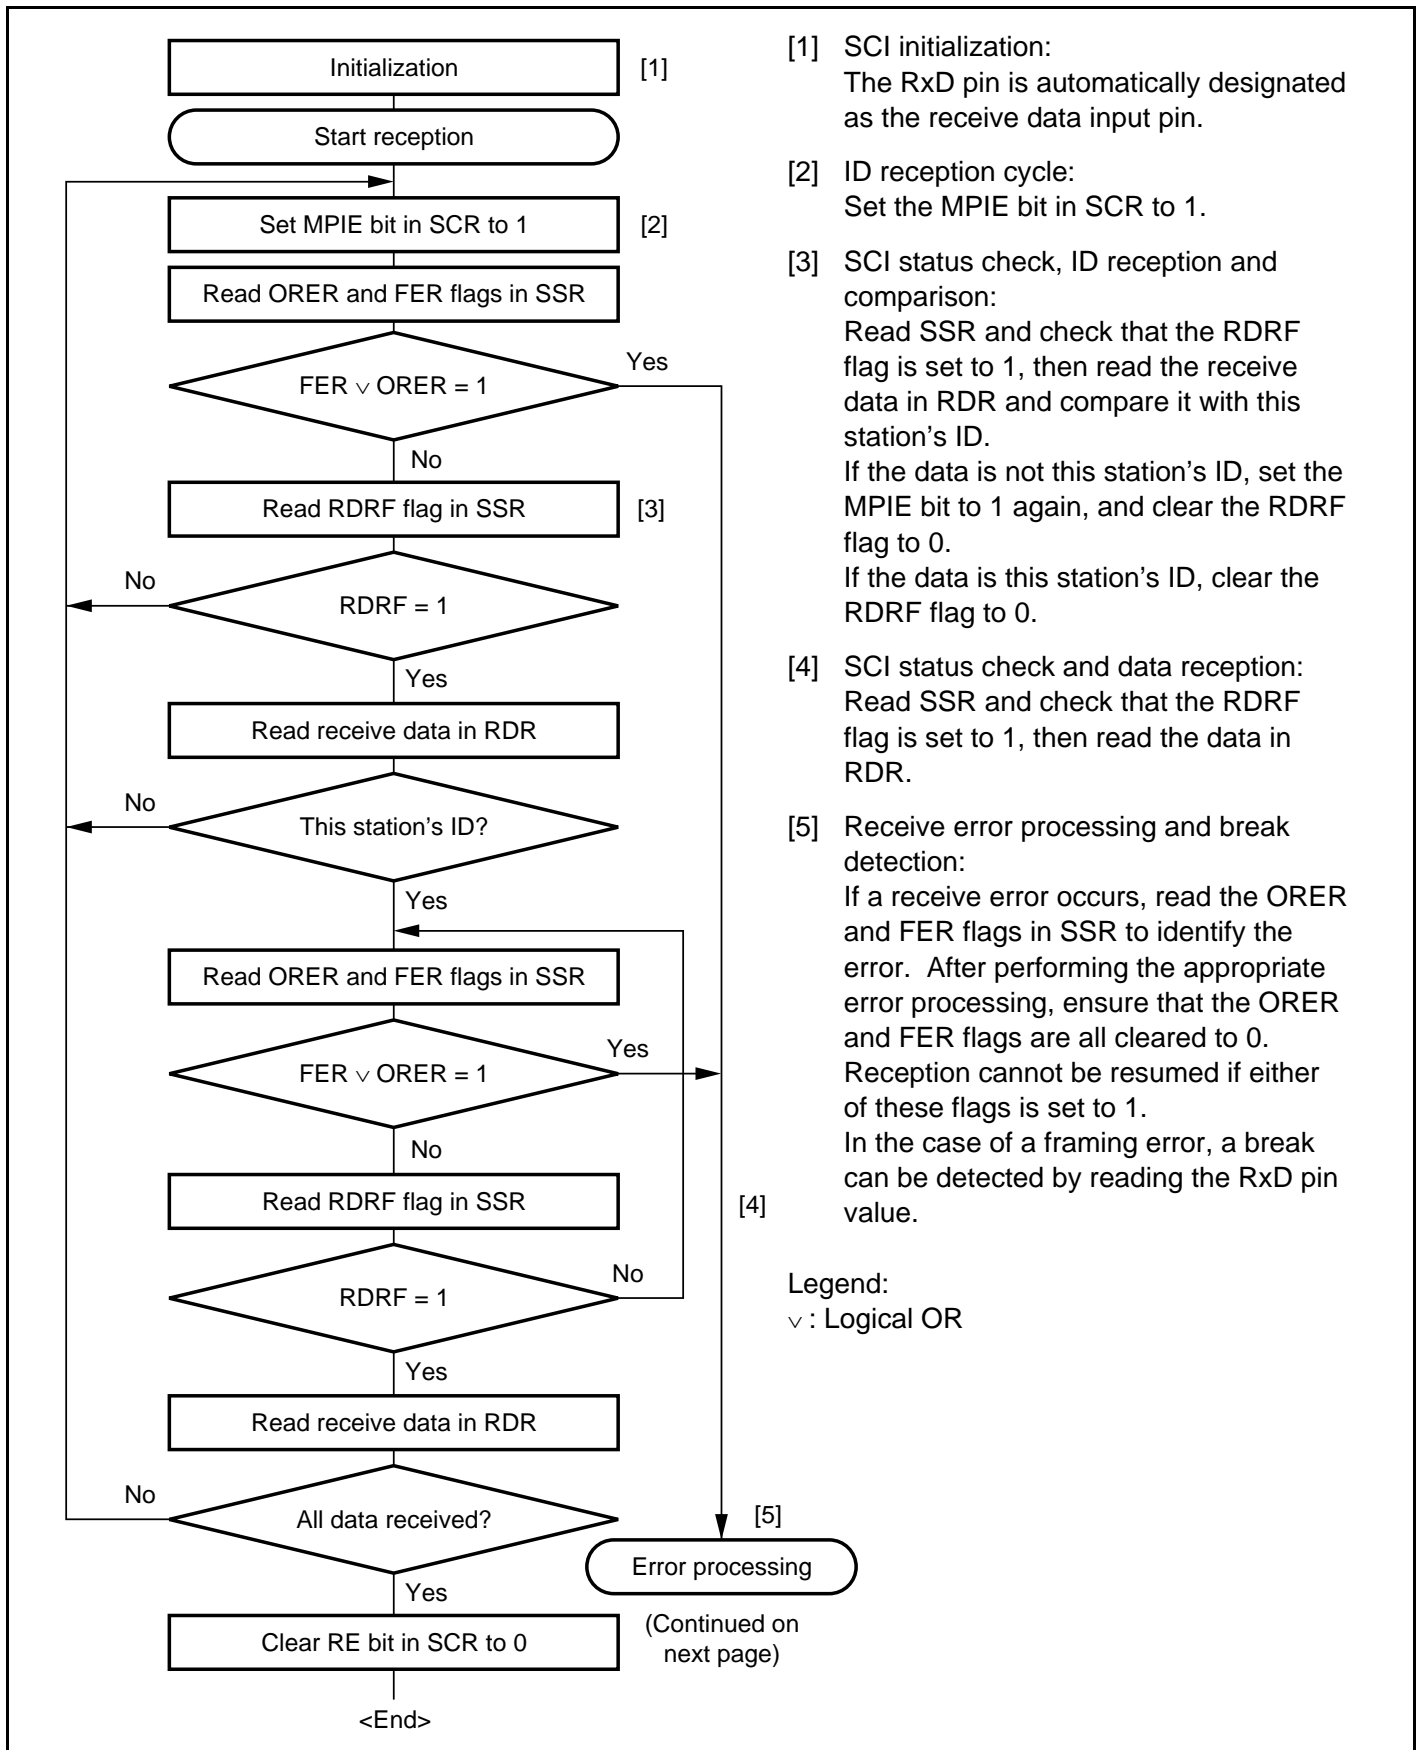 Initialization
[1]
Start reception
Set MPIE bit in SCR to 1
[2]
Read ORER and FER flags in SSR
FER ∨ ORER = 1
Yes
No
Read RDRF flag in SSR
[3]
RDRF = 1
No
Yes
Read receive data in RDR
This station's ID?
No
Yes
Read ORER and FER flags in SSR
FER ∨ ORER = 1
Yes
No
Read RDRF flag in SSR
[4]
RDRF = 1
No
Yes
Read receive data in RDR
All data received?
No
Yes
[5]
Error processing
(Continued on
next page)
Clear RE bit in SCR to 0
<End>
[1] SCI initialization:
The RxD pin is automatically designated
as the receive data input pin.
[2] ID reception cycle:
Set the MPIE bit in SCR to 1.
[3] SCI status check, ID reception and
comparison:
Read SSR and check that the RDRF
flag is set to 1, then read the receive
data in RDR and compare it with this
station's ID.
If the data is not this station's ID, set the
MPIE bit to 1 again, and clear the RDRF
flag to 0.
If the data is this station's ID, clear the
RDRF flag to 0.
[4] SCI status check and data reception:
Read SSR and check that the RDRF
flag is set to 1, then read the data in
RDR.
[5] Receive error processing and break
detection:
If a receive error occurs, read the ORER
and FER flags in SSR to identify the
error. After performing the appropriate
error processing, ensure that the ORER
and FER flags are all cleared to 0.
Reception cannot be resumed if either
of these flags is set to 1.
In the case of a framing error, a break
can be detected by reading the RxD pin
value.
Legend:
∨ : Logical OR